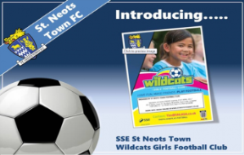 St. Neots
Town FC
Introducing.....
wildcats
SSE St Neots Town
Wildcats Girls Football Club